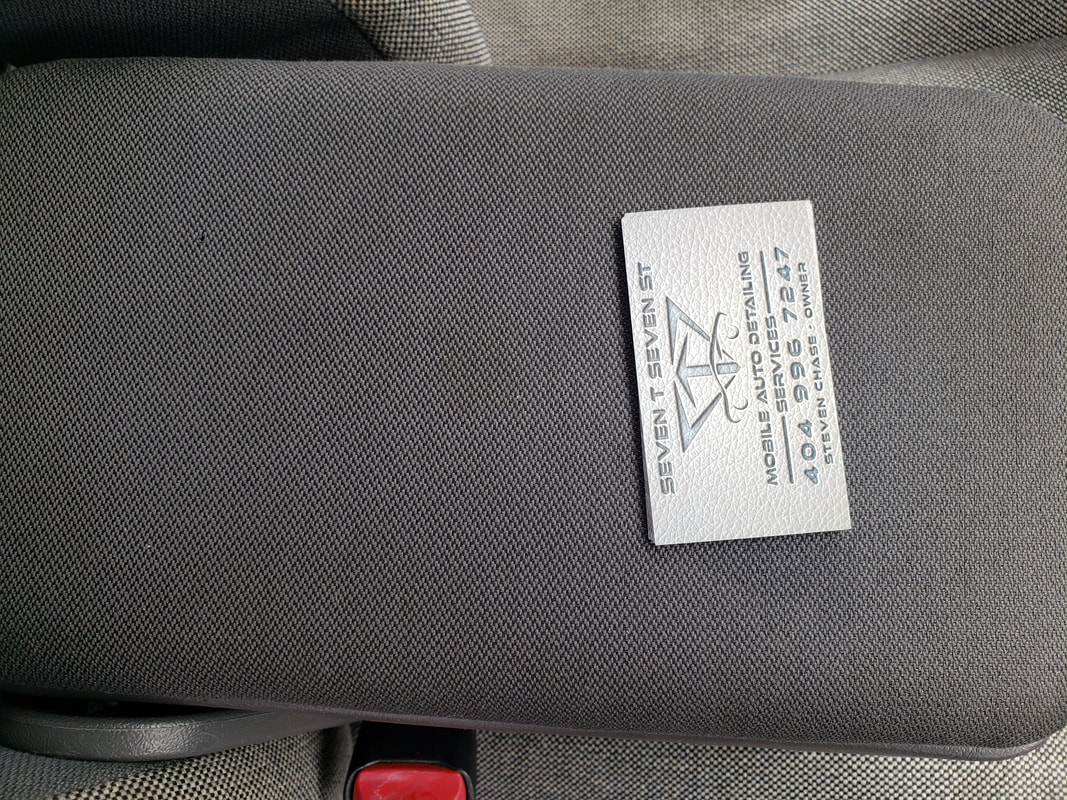 SEVEN T SEVEN ST
MOBILE AUTO DETAILING
SERVICES
404 996 7247
STEVEN CHASE - OWNER